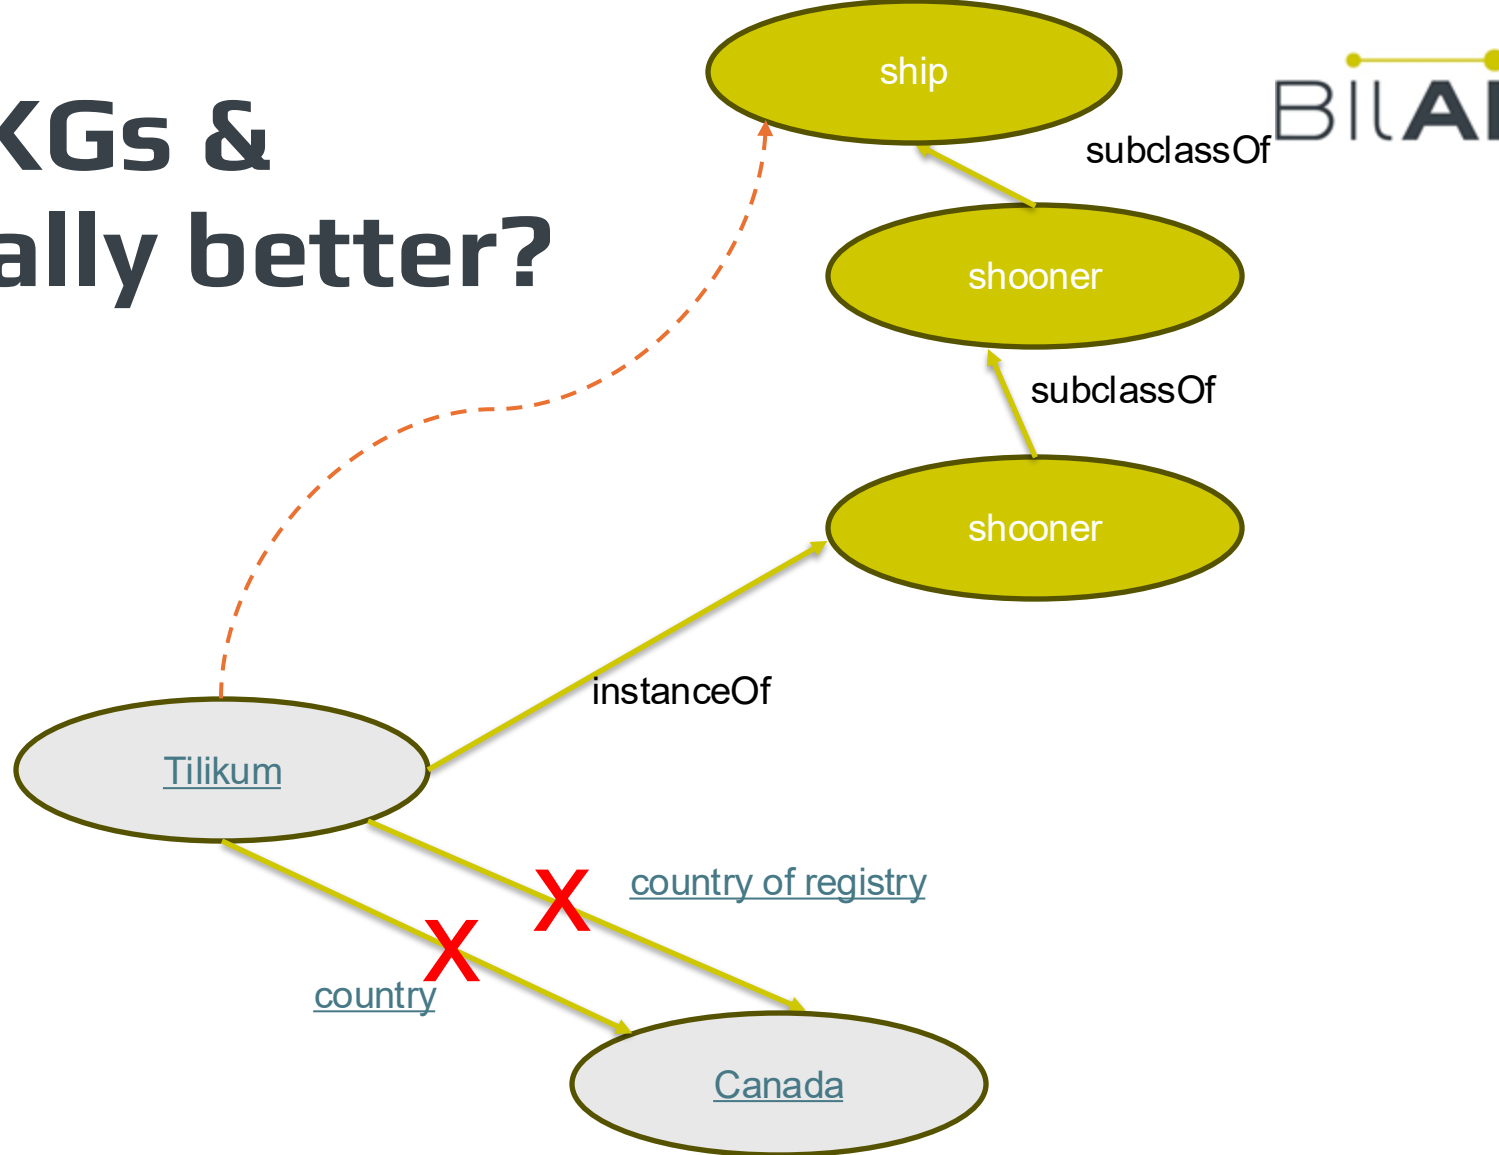 KGs &
ally better?
ship
BilAI
subclassOf
shooner
subclassOf
shooner
instanceOf
Tilikum
X
country of registry
X
country
Canada